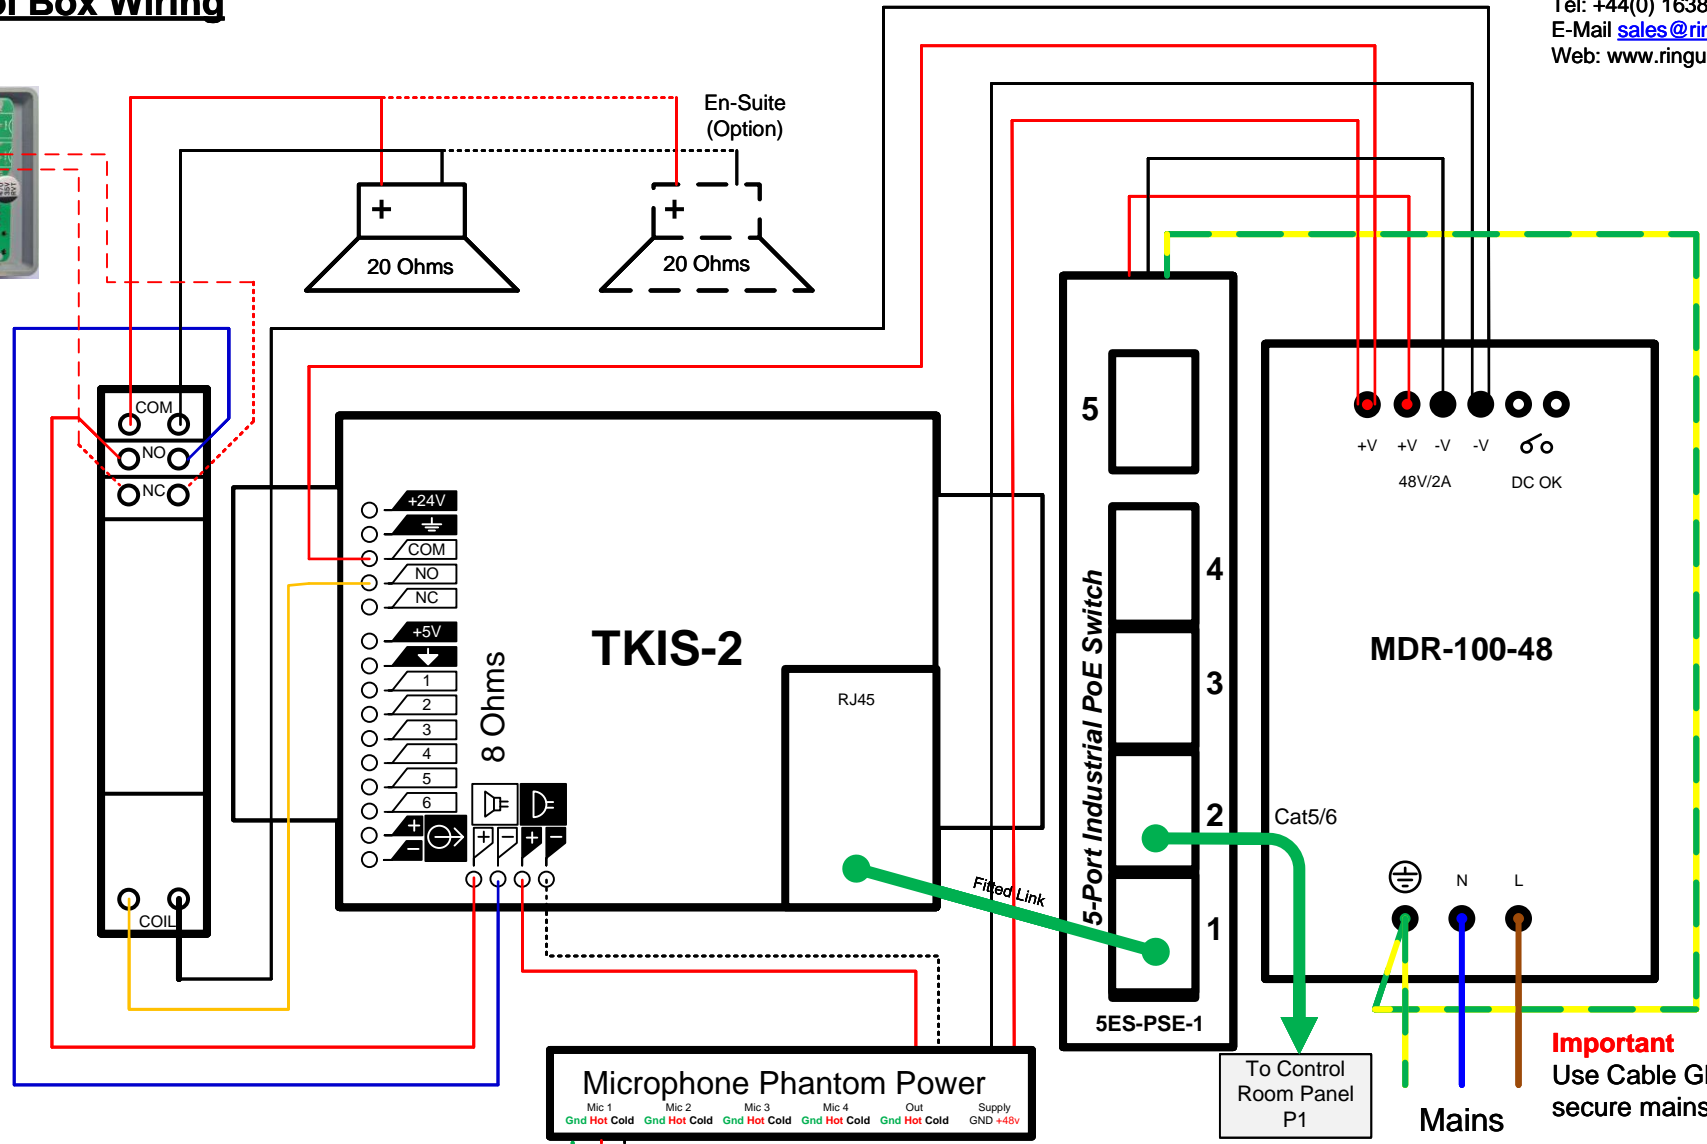 ol Box Wiring
Tel: +44(0) 1638
E-Mail sales@rin
Web: www.ringu
En-Suite
(Option)
+
20 Ohms
+
20 Ohms
COM
NO
NC
COIL
+24V
COM
NO
NC
+5V
1
2
3
4
5
6
+
−
8 Ohms
+ − + −
TKIS-2
RJ45
Fitted Link
5
4
3
2
1
5-Port Industrial PoE Switch
5ES-PSE-1
+V +V -V -V
48V/2A
DC OK
MDR-100-48
Cat5/6
N
L
To Control
Room Panel
P1
Mains
Important
Use Cable Gl
secure mains
Microphone Phantom Power
Mic 1 Mic 2 Mic 3 Mic 4 Out Supply
Gnd Hot Cold Gnd Hot Cold Gnd Hot Cold Gnd Hot Cold Gnd Hot Cold GND +48v